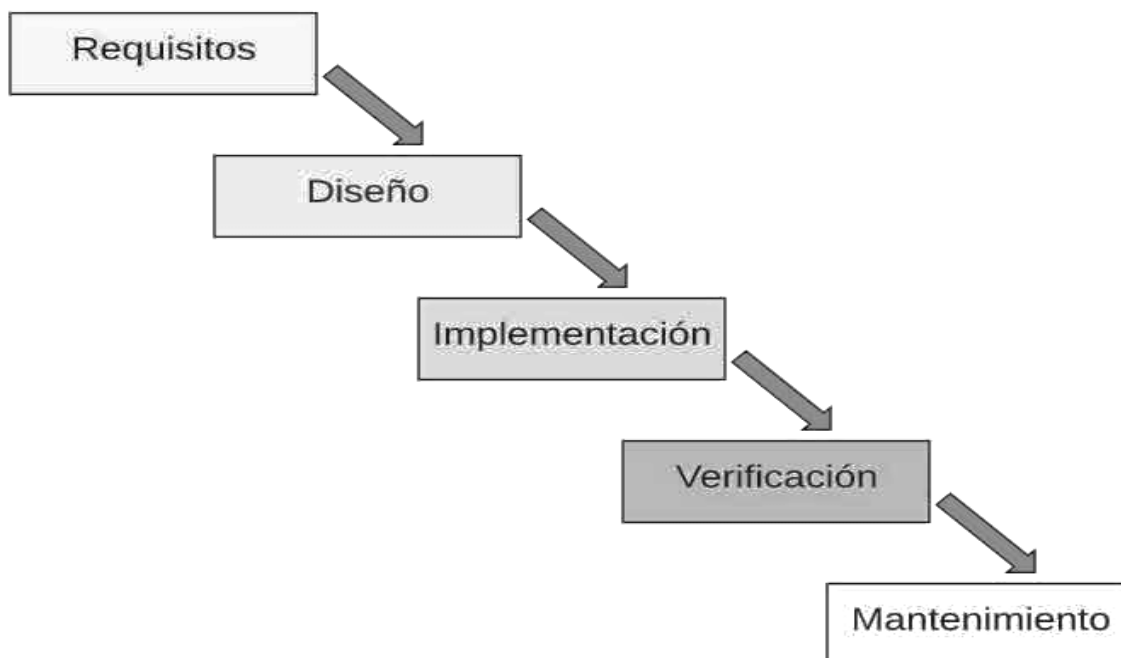 Requisitos
Diseño
Implementación
Verificación
Mantenimiento